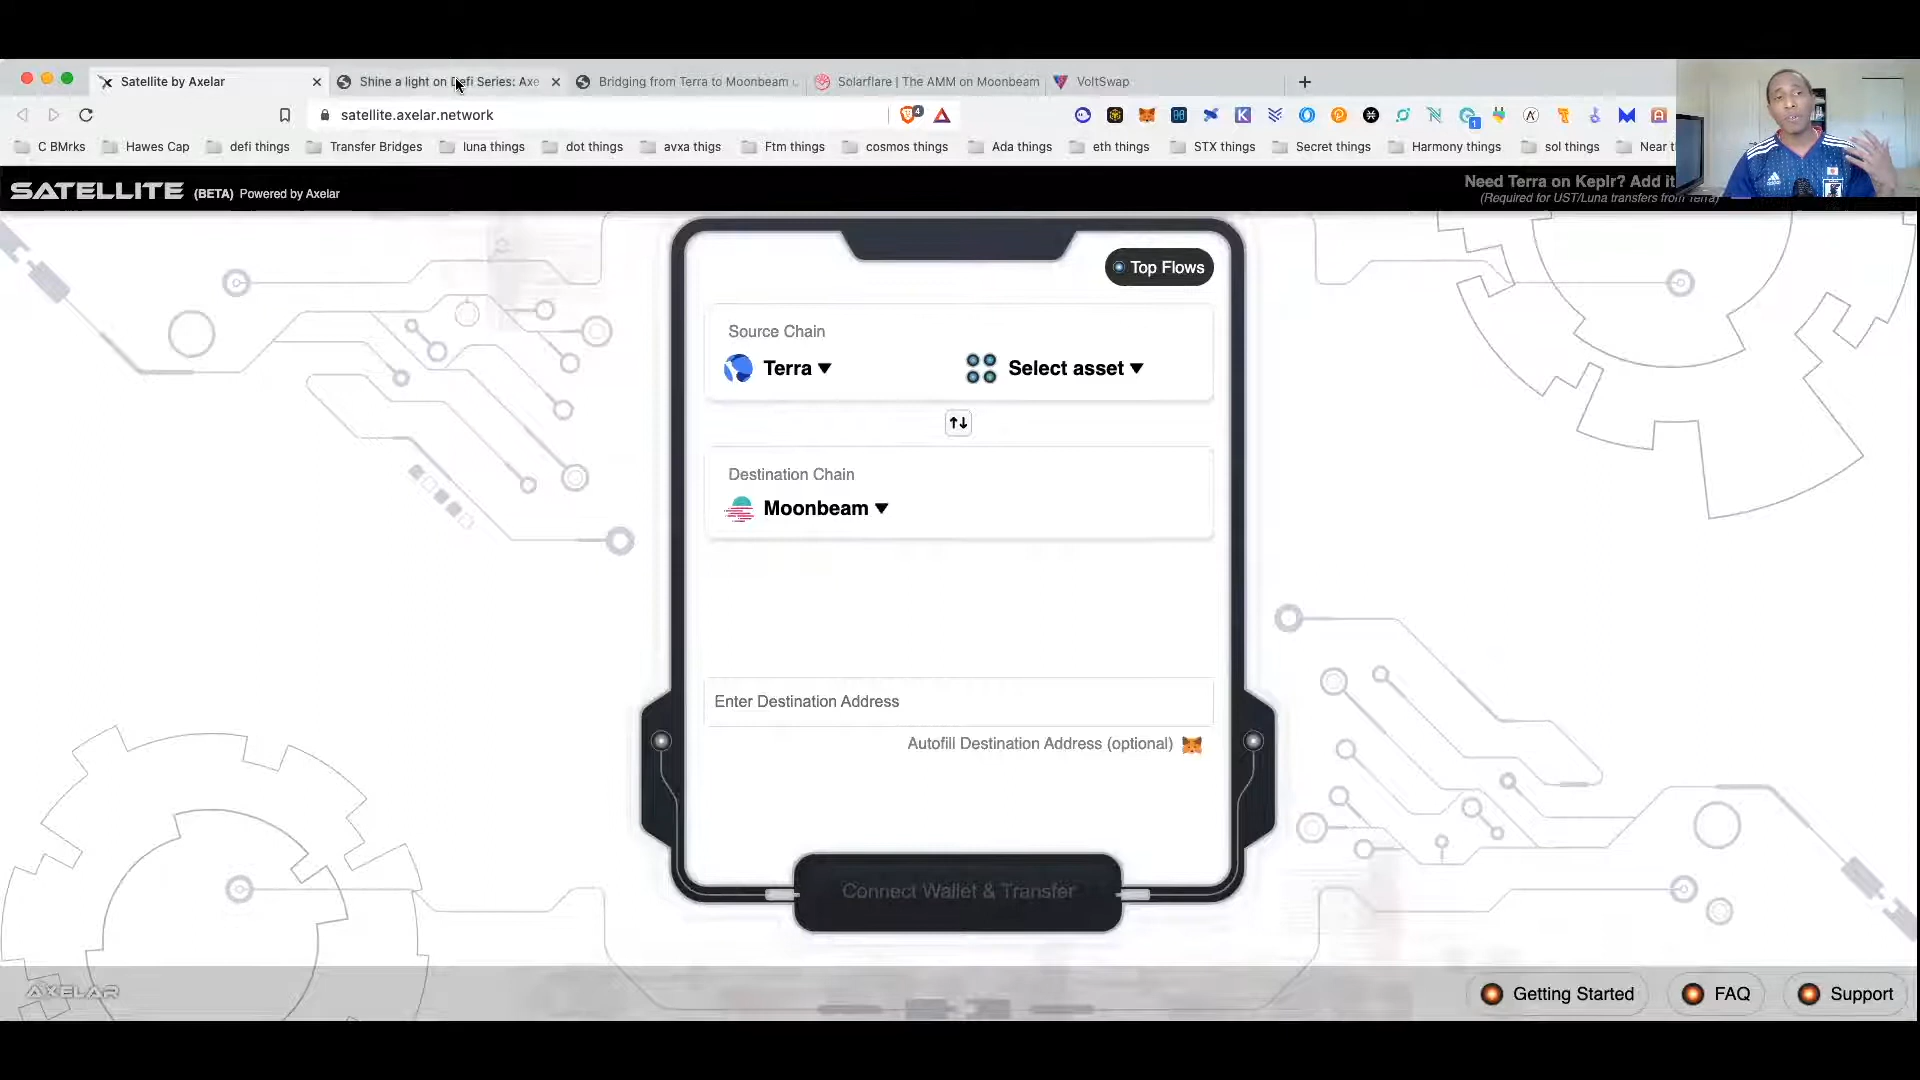 Satellite by Axelar
Shine a light on Defi Series: Axe
Bridging from Terra to Moonbeam
Solarflare | The AMM on Moonbeam
VoltSwap
satellite.axelar.network
4
1
C BMrks
Hawes Cap
defi things
Transfer Bridges
luna things
dot things
avxa thigs
Ftm things
cosmos things
Ada things
eth things
STX things
Secret things
Harmony things
sol things
Near t
SATELLITE (BETA) Powered by Axelar
Need Terra on Keplr? Add it
(Required for UST/Luna transfers from Terra)
Top Flows
Source Chain
Terra
Select asset
Destination Chain
Moonbeam
Enter Destination Address
Autofill Destination Address (optional)
Connect Wallet & Transfer
AXELAR
Getting Started
FAQ
Support